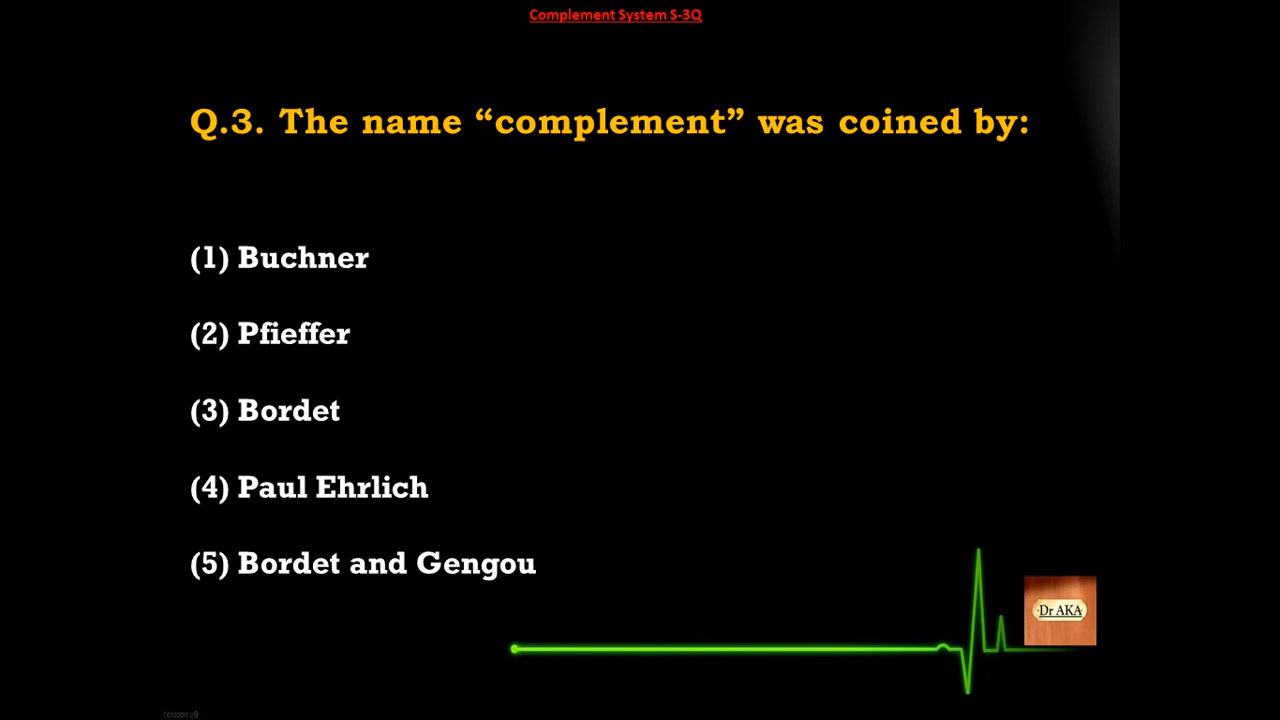 Complement System S-3Q
Q.3. The name “complement” was coined by:
(1) Buchner
(2) Pfieffer
(3) Bordet
(4) Paul Ehrlich
(5) Bordet and Gengou
Dr AKA